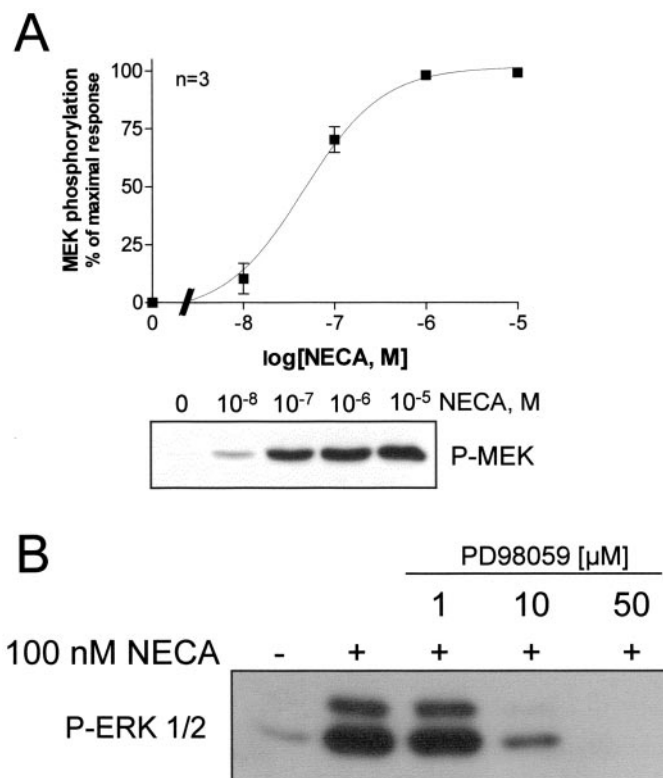 A
MEK phosphorylation
% of maximal response
n=3
100
75
50
25
0
0 -8 -7 -6 -5
log[NECA, M]
0 10⁻⁸ 10⁻⁷ 10⁻⁶ 10⁻⁵ NECA, M
P-MEK
B
PD98059 [µM]
1 10 50
100 nM NECA - + + + +
P-ERK 1/2